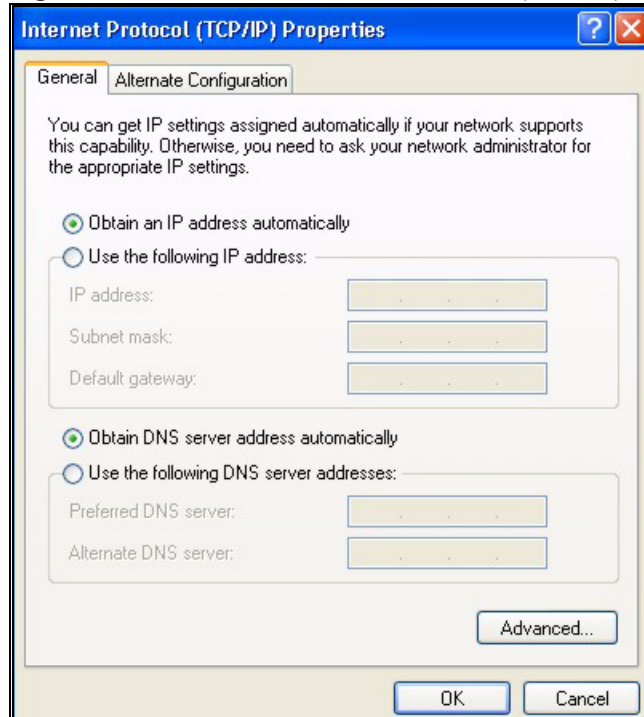 Internet Protocol (TCP/IP) Properties
General
Alternate Configuration
You can get IP settings assigned automatically if your network supports
this capability. Otherwise, you need to ask your network administrator for
the appropriate IP settings.
Obtain an IP address automatically
Use the following IP address:
IP address:
Subnet mask:
Default gateway:
Obtain DNS server address automatically
Use the following DNS server addresses:
Preferred DNS server:
Alternate DNS server:
Advanced...
OK
Cancel